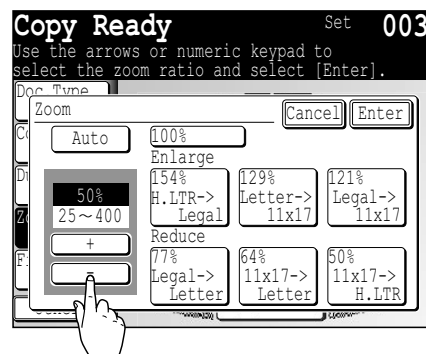 Copy Ready Set 003
Use the arrows or numeric keypad to
select the zoom ratio and select [Enter].
Doc Type
Zoom Cancel Enter
Auto 100%
Enlarge
154% H.LTR-> Legal
129% Letter-> 11x17
121% Legal-> 11x17
50%
25~400
+
-
Reduce
77% Legal-> Letter
64% 11x17-> Letter
50% 11x17-> H.LTR